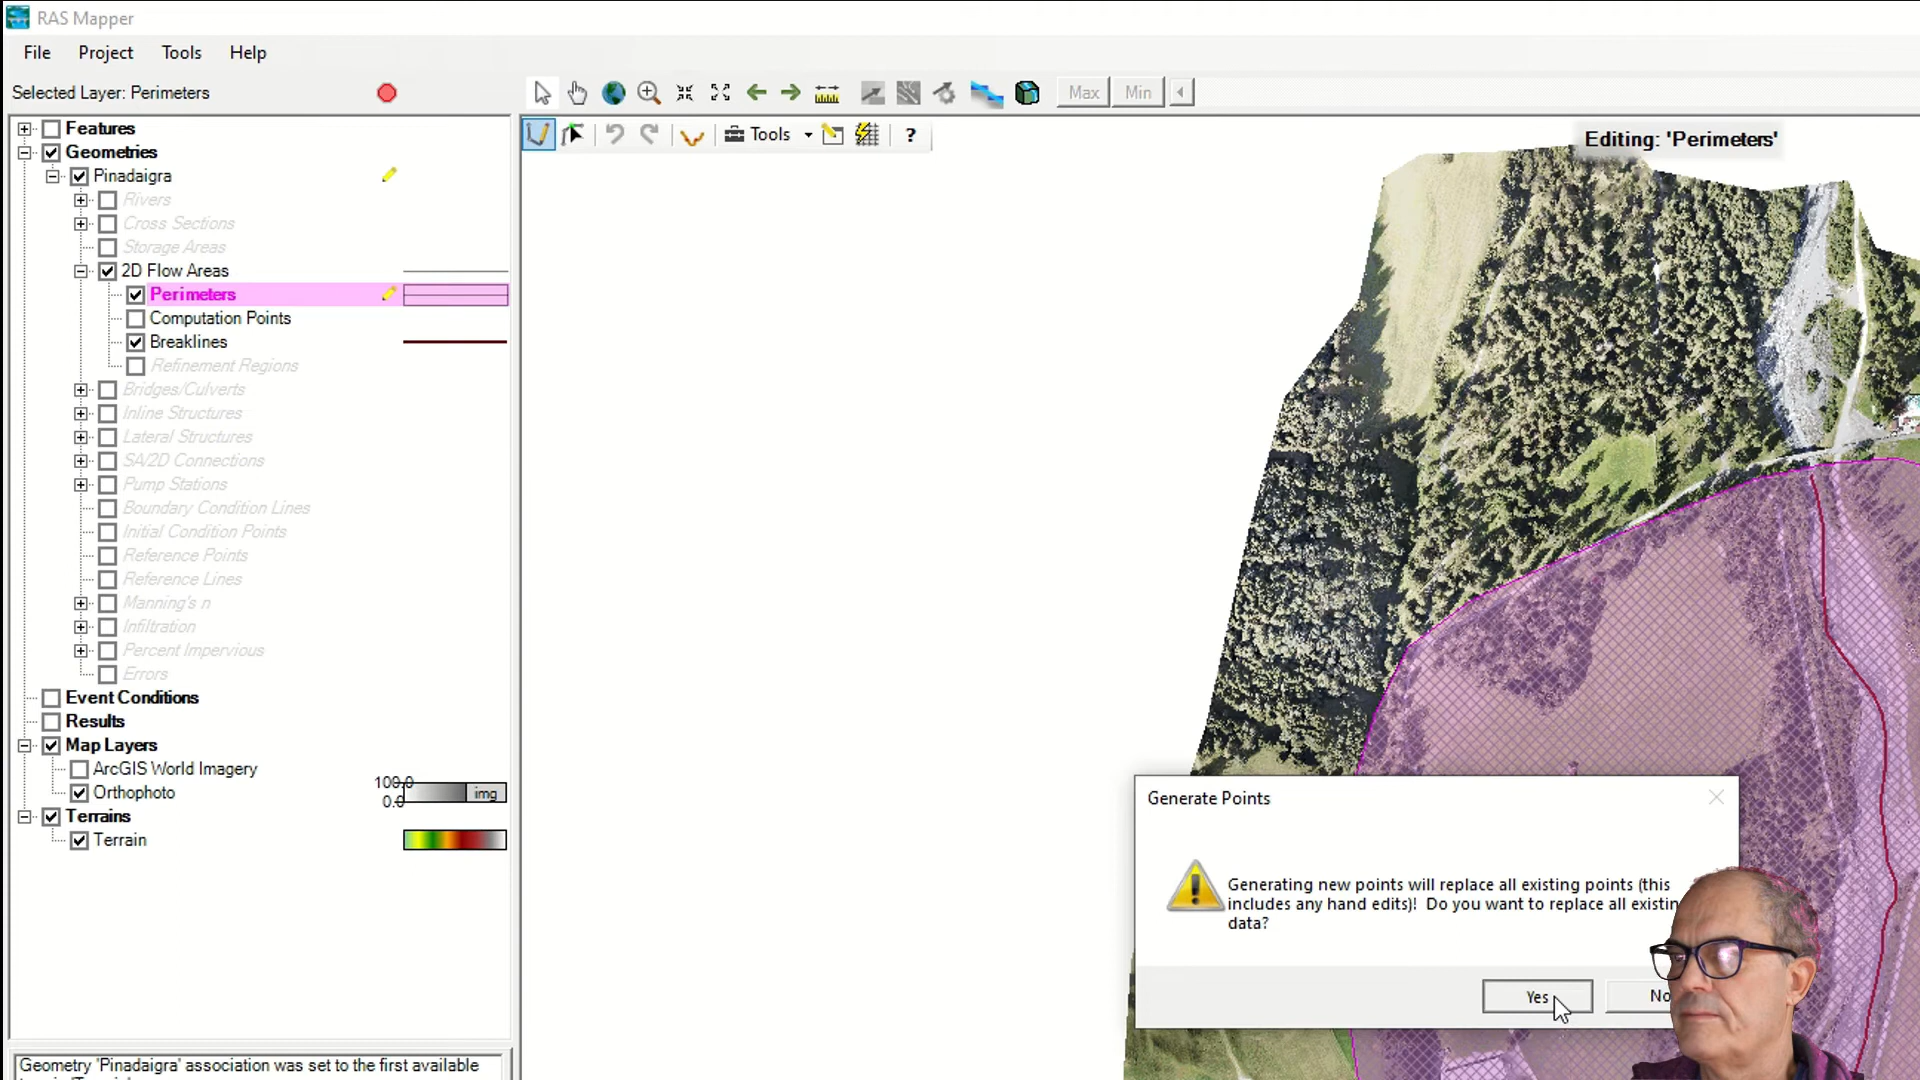 RAS Mapper
File Project Tools Help
Selected Layer: Perimeters
Max Min
Features
Geometries
Pinadaigra
Rivers
Cross Sections
Storage Areas
2D Flow Areas
Perimeters
Computation Points
Breaklines
Refinement Regions
Bridges/Culverts
Inline Structures
Lateral Structures
SA/2D Connections
Pump Stations
Boundary Condition Lines
Initial Condition Points
Reference Points
Reference Lines
Manning's n
Infiltration
Percent Impervious
Errors
Event Conditions
Results
Map Layers
ArcGIS World Imagery
Orthophoto
100.0
0.0
img
Terrains
Terrain
Geometry 'Pinadaigra' association was set to the first available
Tools
?
Editing: 'Perimeters'
Generate Points
Generating new points will replace all existing points (this
includes any hand edits)! Do you want to replace all existin
data?
Yes
No